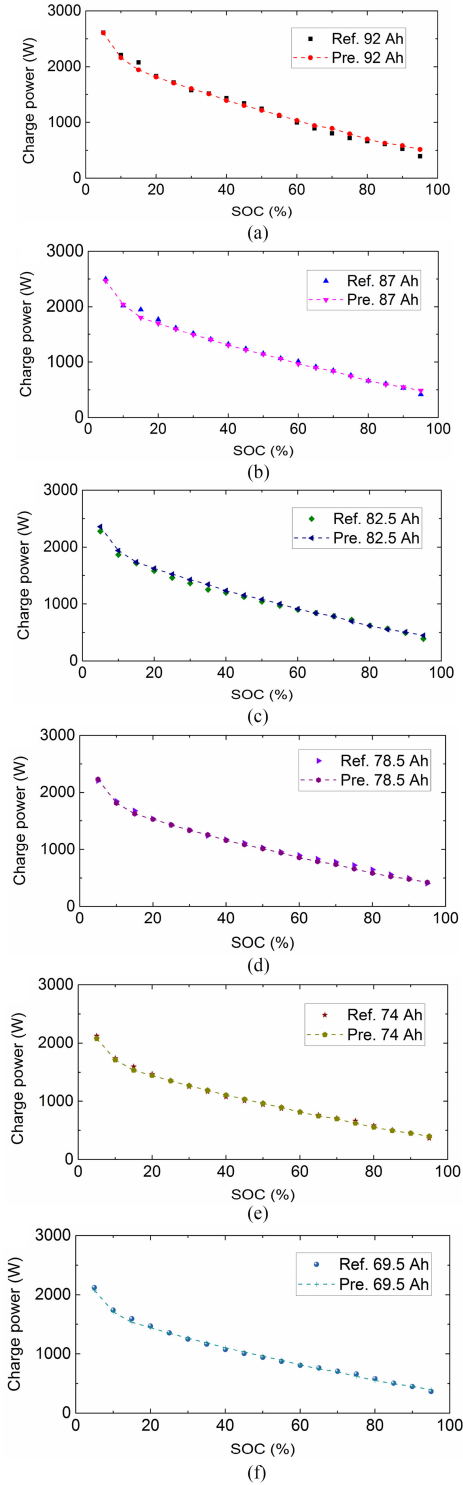 3000
2500
2000
1500
1000
500
0
Charge power (W)
Ref. 92 Ah
Pre. 92 Ah
0 20 40 60 80 100
SOC (%)
(a)
3000
2000
1000
0
Charge power (W)
Ref. 87 Ah
Pre. 87 Ah
0 20 40 60 80 100
SOC (%)
(b)
3000
2000
1000
0
Charge power (W)
Ref. 82.5 Ah
Pre. 82.5 Ah
0 20 40 60 80 100
SOC (%)
(c)
3000
2000
1000
0
Charge power (W)
Ref. 78.5 Ah
Pre. 78.5 Ah
0 20 40 60 80 100
SOC (%)
(d)
3000
2000
1000
0
Charge power (W)
Ref. 74 Ah
Pre. 74 Ah
0 20 40 60 80 100
SOC (%)
(e)
3000
2000
1000
0
Charge power (W)
Ref. 69.5 Ah
Pre. 69.5 Ah
0 20 40 60 80 100
SOC (%)
(f)